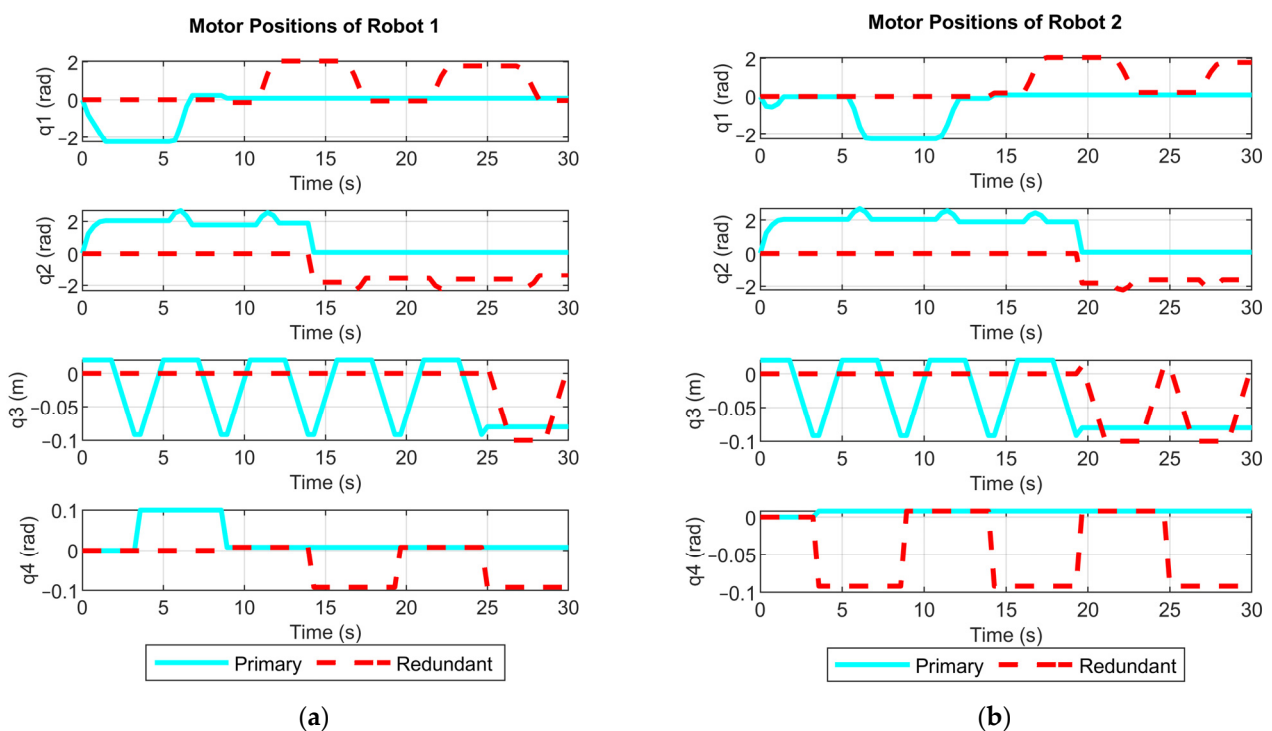 Motor Positions of Robot 1
q1 (rad)
2
0
−2
0 5 10 15 20 25 30
Time (s)
q2 (rad)
2
0
−2
0 5 10 15 20 25 30
Time (s)
q3 (m)
0
−0.05
−0.1
0 5 10 15 20 25 30
Time (s)
q4 (rad)
0.1
0
−0.1
0 5 10 15 20 25 30
Time (s)
Primary Redundant
(a)
Motor Positions of Robot 2
q1 (rad)
2
0
−2
0 5 10 15 20 25 30
Time (s)
q2 (rad)
2
0
−2
0 5 10 15 20 25 30
Time (s)
q3 (m)
0
−0.05
−0.1
0 5 10 15 20 25 30
Time (s)
q4 (rad)
0
−0.05
−0.1
0 5 10 15 20 25 30
Time (s)
Primary Redundant
(b)